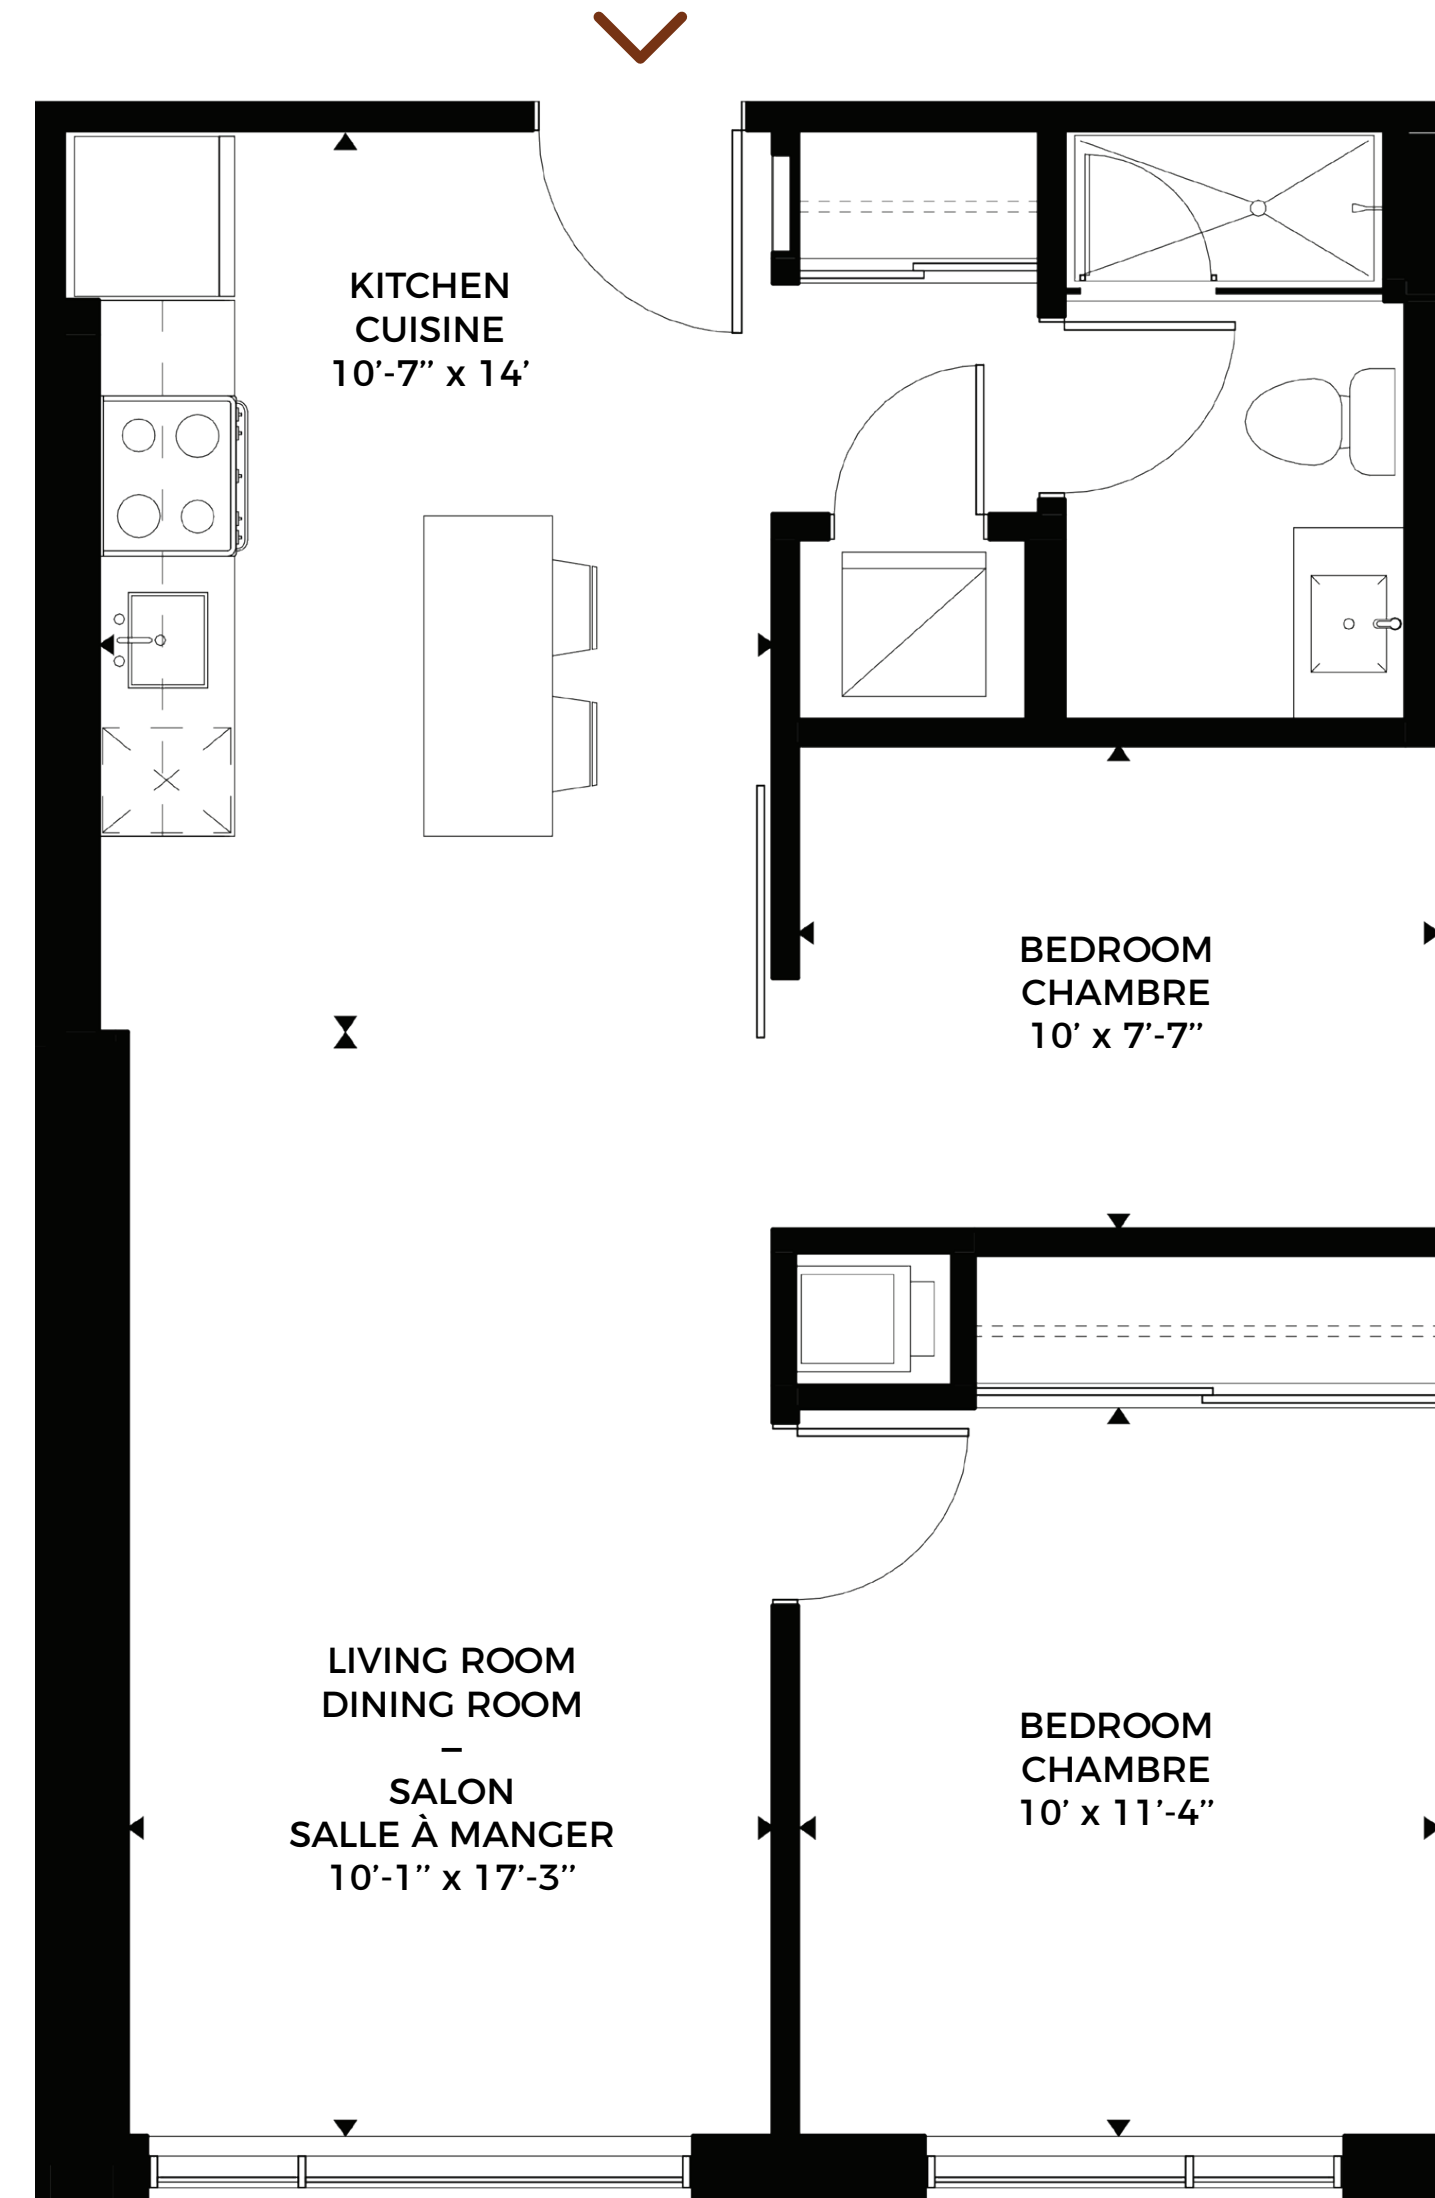 KITCHEN
CUISINE
10’-7” x 14’
BEDROOM
CHAMBRE
10’ x 7’-7”
LIVING ROOM
DINING ROOM
–
SALON
SALLE À MANGER
10’-1” x 17’-3”
BEDROOM
CHAMBRE
10’ x 11’-4”